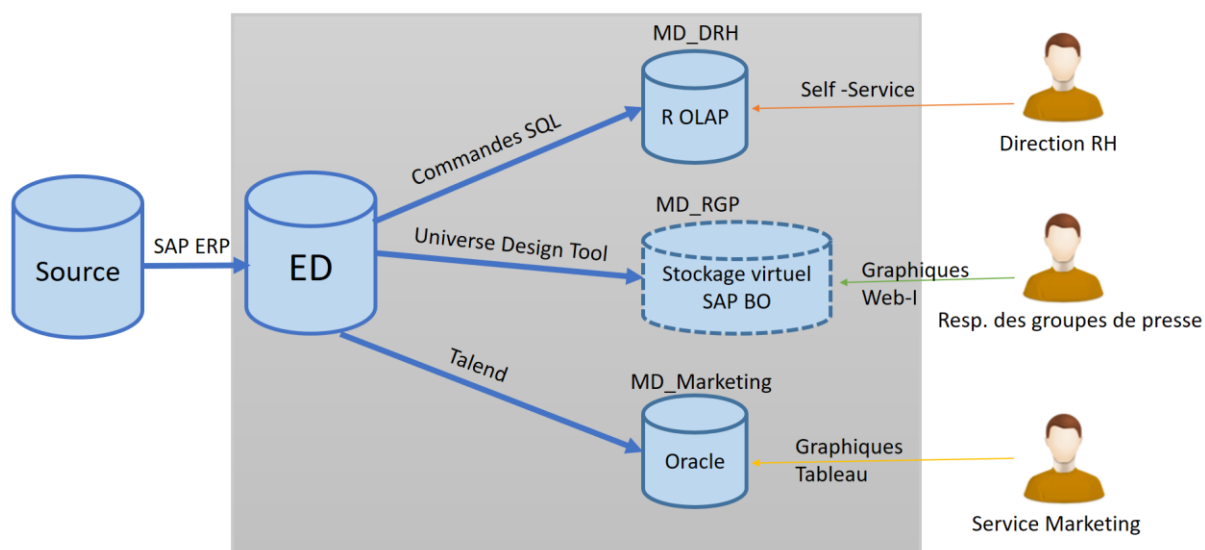 MD_DRH
R OLAP
Self -Service
Direction RH
Commandes SQL
Source
SAP ERP
ED
Universe Design Tool
MD_RGP
Stockage virtuel
SAP BO
Graphiques
Web-I
Resp. des groupes de presse
Talend
MD_Marketing
Oracle
Graphiques
Tableau
Service Marketing